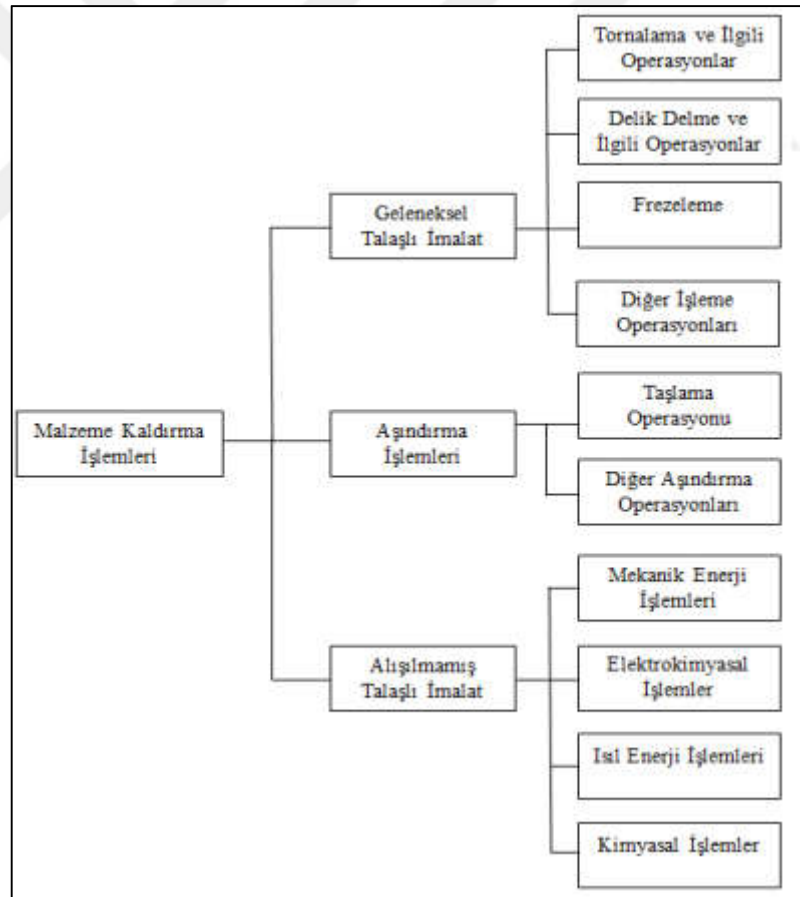 Malzeme Kaldırma
İşlemleri
Geleneksel
Talaşlı İmalat
Tornalama ve İlgili
Operasyonlar
Delik Delme ve
İlgili Operasyonlar
Frezeleme
Diğer İşleme
Operasyonları
Aşındırma
İşlemleri
Taşlama
Operasyonu
Diğer Aşındırma
Operasyonları
Alışılmamış
Talaşlı İmalat
Mekanik Enerji
İşlemleri
Elektrokimyasal
İşlemler
Isıl Enerji İşlemleri
Kimyasal İşlemler